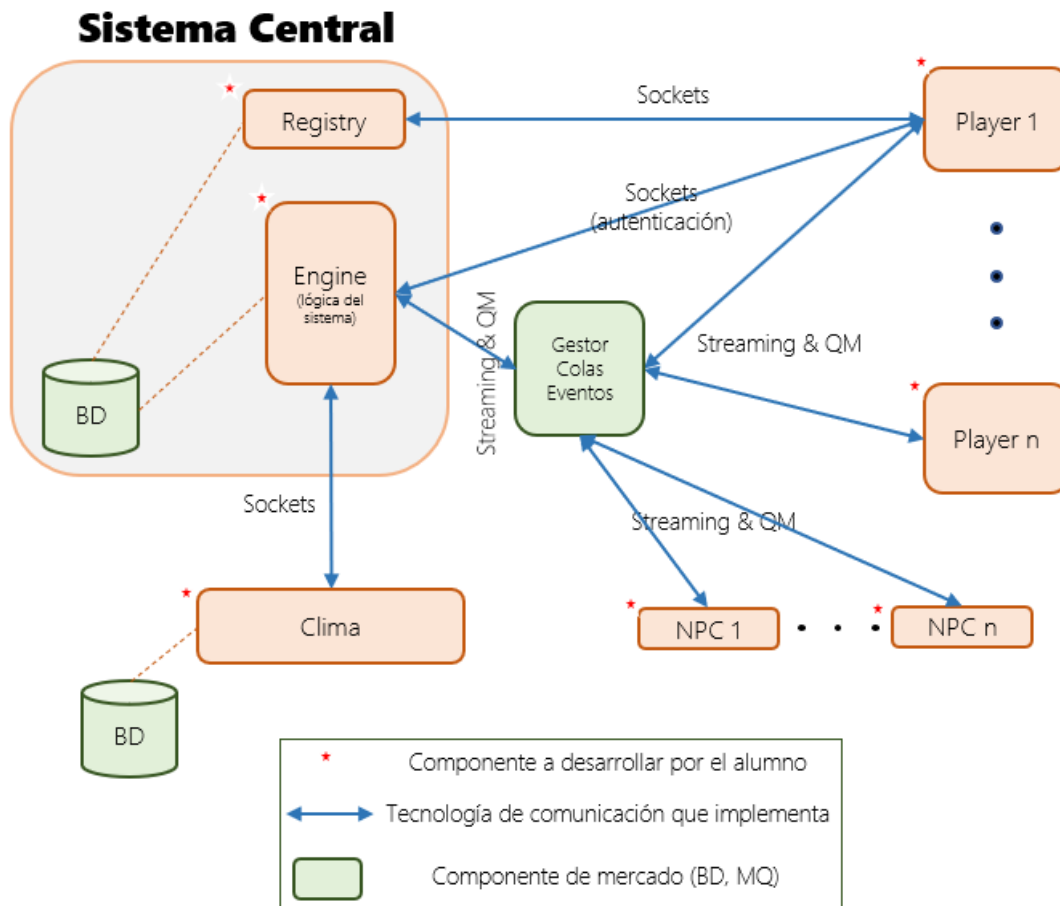 Sistema Central
Registry
Sockets
Player 1
Sockets
(autenticación)
Engine
(lógica del
sistema)
Streaming & QM
Gestor
Colas
Eventos
Streaming & QM
BD
Player n
Sockets
Streaming & QM
Clima
NPC 1
NPC n
BD
Componente a desarrollar por el alumno
Tecnología de comunicación que implementa
Componente de mercado (BD, MQ)